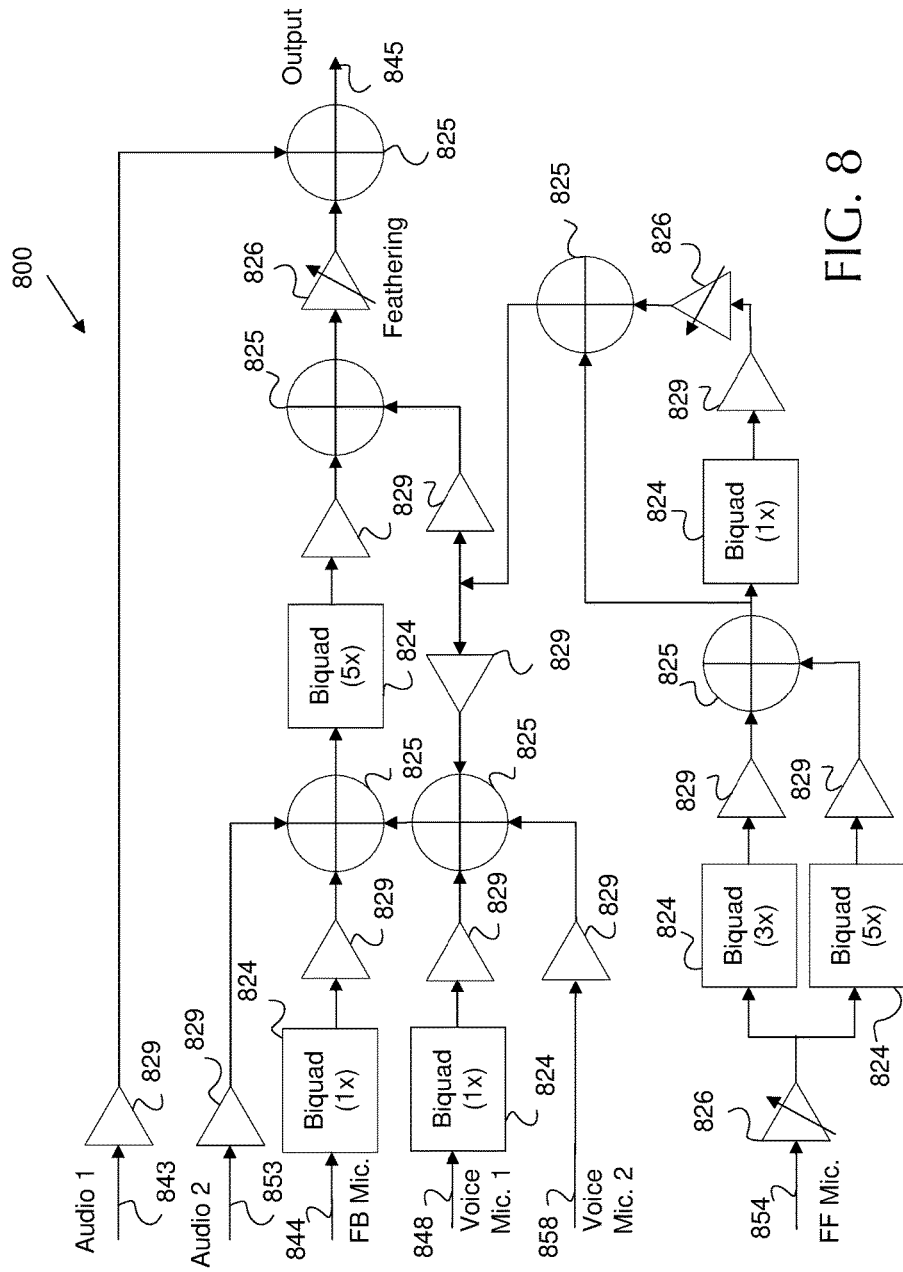 800
Audio 1
843
829
Output
845
825
Audio 2
853
829
825
826
Feathering
844
FB Mic.
824
Biquad
(1x)
829
825
Biquad
(5x)
824
829
829
848
Voice
Mic. 1
Biquad
(1x)
824
829
825
829
858
Voice
Mic. 2
829
825
826
854
FF Mic.
826
824
Biquad
(3x)
829
825
824
Biquad
(1x)
829
Biquad
(5x)
824
829
FIG. 8